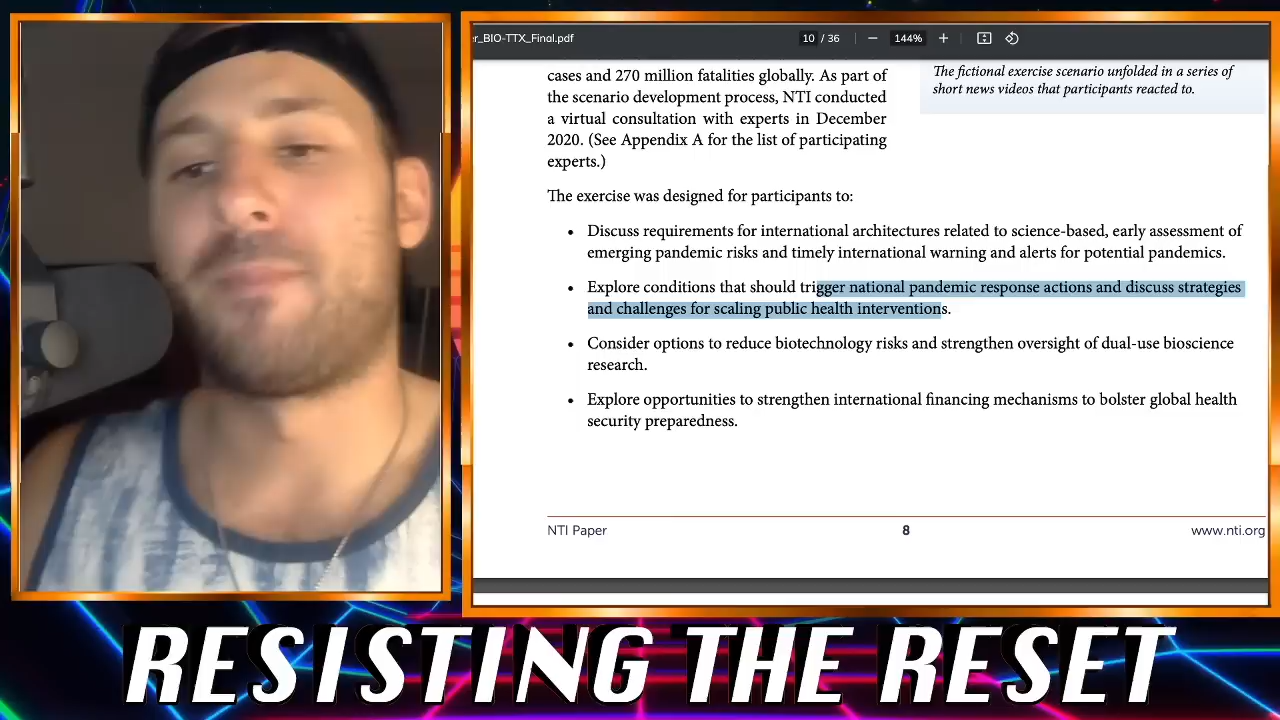 r_BIO-TTX_Final.pdf
10 / 36
144%
cases and 270 million fatalities globally. As part of
the scenario development process, NTI conducted
a virtual consultation with experts in December
2020. (See Appendix A for the list of participating
experts.)
The fictional exercise scenario unfolded in a series of
short news videos that participants reacted to.
The exercise was designed for participants to:
• Discuss requirements for international architectures related to science-based, early assessment of
emerging pandemic risks and timely international warning and alerts for potential pandemics.
• Explore conditions that should trigger national pandemic response actions and discuss strategies
and challenges for scaling public health interventions.
• Consider options to reduce biotechnology risks and strengthen oversight of dual-use bioscience
research.
• Explore opportunities to strengthen international financing mechanisms to bolster global health
security preparedness.
NTI Paper
8
www.nti.org
RESISTING THE RESET